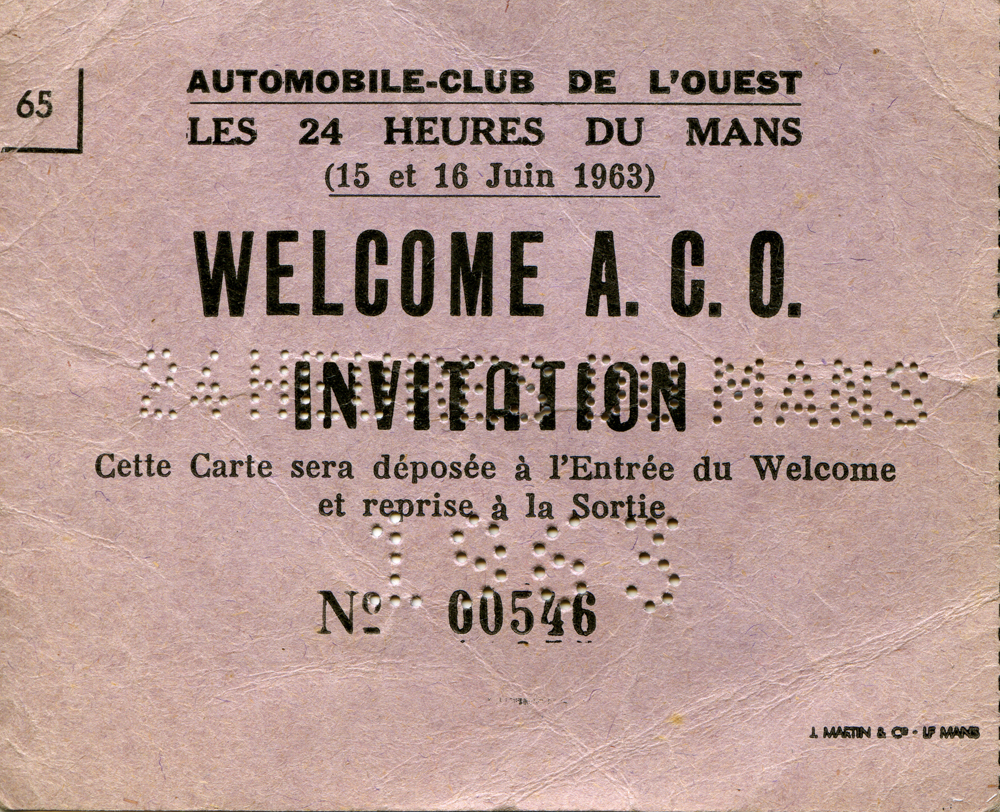 65
AUTOMOBILE-CLUB DE L'OUEST
LES 24 HEURES DU MANS
(15 et 16 Juin 1963)
WELCOME A. C. O.
INVITATION
24 HEURES DU MANS
Cette Carte sera déposée à l'Entrée du Welcome
et reprise à la Sortie
1963
Nº 00546
J. MARTIN & Cº - LE MANS